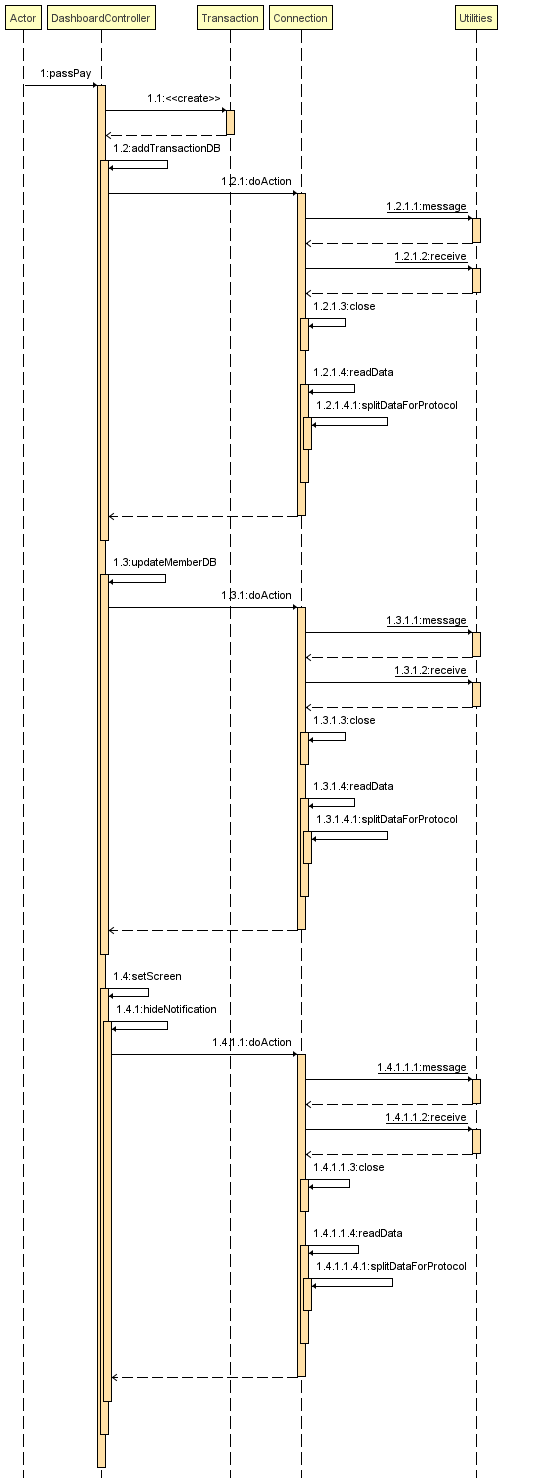 Actor DashboardController Transaction Connection Utilities
1:passPay
1.1:<<create>>
1.2:addTransactionDB
1.2.1:doAction
1.2.1.1:message
1.2.1.2:receive
1.2.1.3:close
1.2.1.4:readData
1.2.1.4.1:splitDataForProtocol
1.3:updateMemberDB
1.3.1:doAction
1.3.1.1:message
1.3.1.2:receive
1.3.1.3:close
1.3.1.4:readData
1.3.1.4.1:splitDataForProtocol
1.4:setScreen
1.4.1:hideNotification
1.4.1.1:doAction
1.4.1.1.1:message
1.4.1.1.2:receive
1.4.1.1.3:close
1.4.1.1.4:readData
1.4.1.1.4.1:splitDataForProtocol